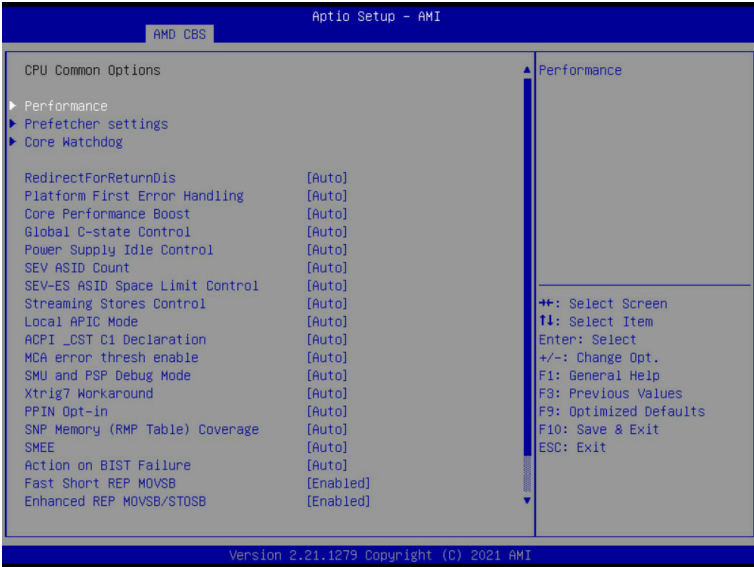 Aptio Setup – AMI
AMD CBS
CPU Common Options
Performance
Prefetcher settings
Core Watchdog
RedirectForReturnDis [Auto]
Platform First Error Handling [Auto]
Core Performance Boost [Auto]
Global C-state Control [Auto]
Power Supply Idle Control [Auto]
SEV ASID Count [Auto]
SEV-ES ASID Space Limit Control [Auto]
Streaming Stores Control [Auto]
Local APIC Mode [Auto]
ACPI _CST C1 Declaration [Auto]
MCA error thresh enable [Auto]
SMU and PSP Debug Mode [Auto]
Xtrig7 Workaround [Auto]
PPIN Opt-in [Auto]
SNP Memory (RMP Table) Coverage [Auto]
SMEE [Auto]
Action on BIST Failure [Auto]
Fast Short REP MOVSB [Enabled]
Enhanced REP MOVSB/STOSB [Enabled]
Performance
→←: Select Screen
↑↓: Select Item
Enter: Select
+/-: Change Opt.
F1: General Help
F3: Previous Values
F9: Optimized Defaults
F10: Save & Exit
ESC: Exit
Version 2.21.1279 Copyright (C) 2021 AMI